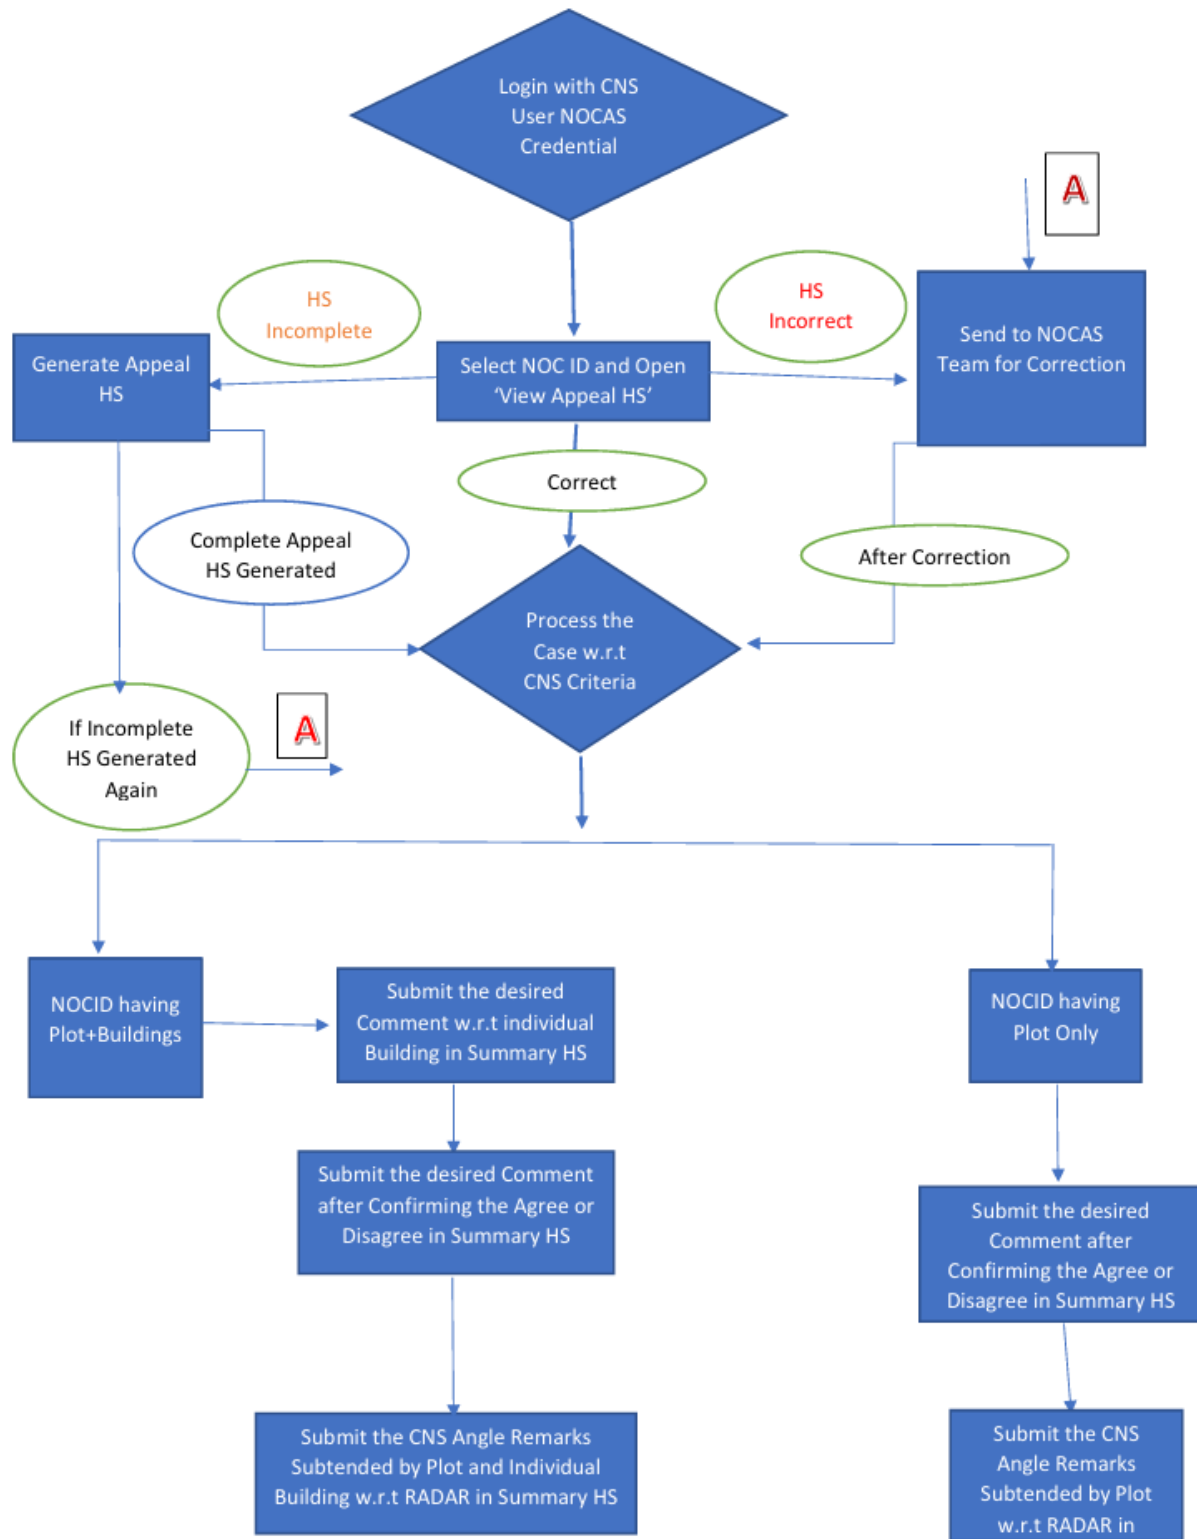 Login with CNS
User NOCAS
Credential
A
HS
Incomplete
HS
Incorrect
Generate Appeal
HS
Select NOC ID and Open
‘View Appeal HS’
Send to NOCAS
Team for Correction
Correct
Complete Appeal
HS Generated
After Correction
Process the
Case w.r.t
CNS Criteria
If Incomplete
HS Generated
Again
A
NOCID having
Plot+Buildings
Submit the desired
Comment w.r.t individual
Building in Summary HS
NOCID having
Plot Only
Submit the desired Comment
after Confirming the Agree or
Disagree in Summary HS
Submit the desired
Comment after
Confirming the Agree or
Disagree in Summary HS
Submit the CNS Angle Remarks
Subtended by Plot and Individual
Building w.r.t RADAR in Summary HS
Submit the CNS
Angle Remarks
Subtended by Plot
w.r.t RADAR in